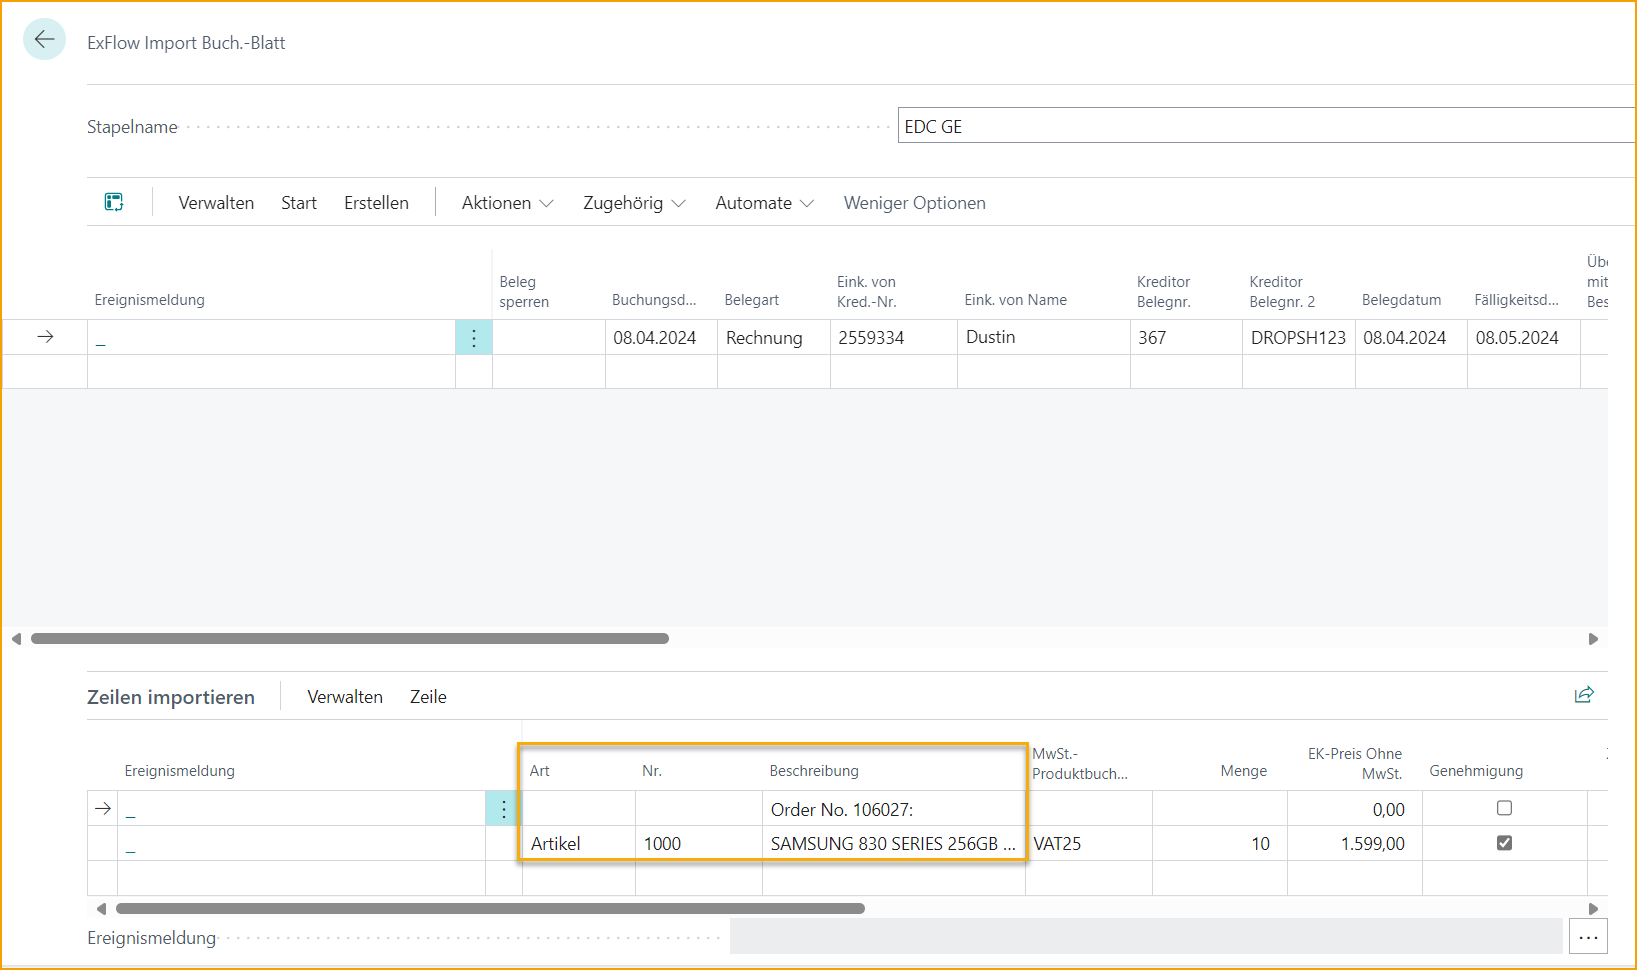 ExFlow Import Buch.-Blatt
Stapelname
EDC GE
Verwalten Start Erstellen Aktionen Zugehörig Automate Weniger Optionen
Ereignismeldung
Beleg
sperren
Buchungsd...
Belegart
Eink. von
Kred.-Nr.
Eink. von Name
Kreditor
Belegnr.
Kreditor
Belegnr. 2
Belegdatum
Fälligkeitsd...
mit
Bes
_ 08.04.2024 Rechnung 2559334 Dustin 367 DROPSH123 08.04.2024 08.05.2024
Zeilen importieren Verwalten Zeile
Ereignismeldung
Art
Nr.
Beschreibung
MwSt.-
Produktbuch...
Menge
EK-Preis Ohne
MwSt.
Genehmigung
_ Order No. 106027: 0,00
_ Artikel 1000 SAMSUNG 830 SERIES 256GB ... VAT25 10 1.599,00
Ereignismeldung
...